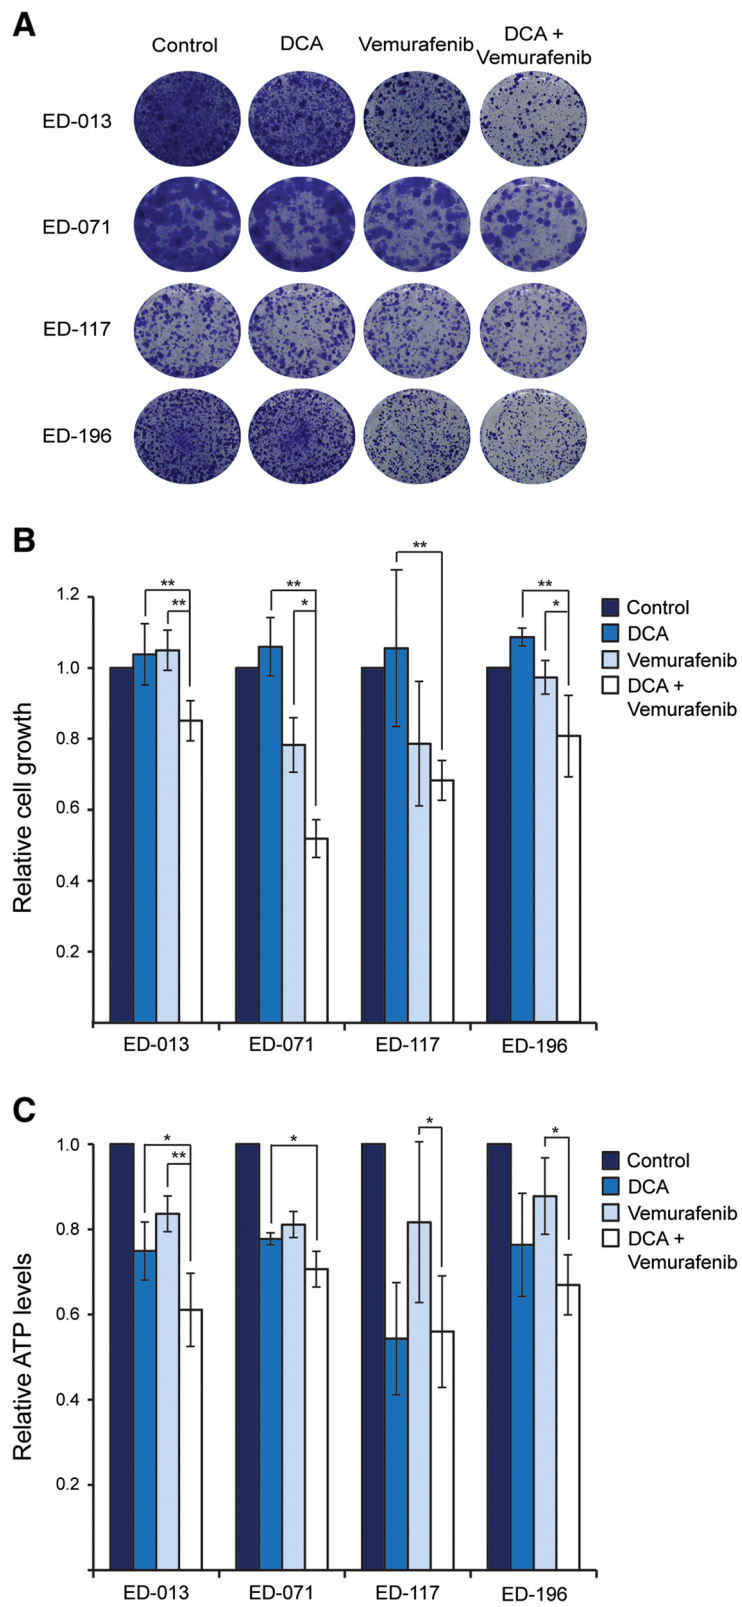 A
Control DCA Vemurafenib DCA +
Vemurafenib
ED-013
ED-071
ED-117
ED-196
B
Relative cell growth
1.2
1.0
0.8
0.6
0.4
0.2
** ** ** * ** ** *
ED-013 ED-071 ED-117 ED-196
Control
DCA
Vemurafenib
DCA +
Vemurafenib
C
Relative ATP levels
1.0
0.8
0.6
0.4
0.2
* ** * * *
ED-013 ED-071 ED-117 ED-196
Control
DCA
Vemurafenib
DCA +
Vemurafenib